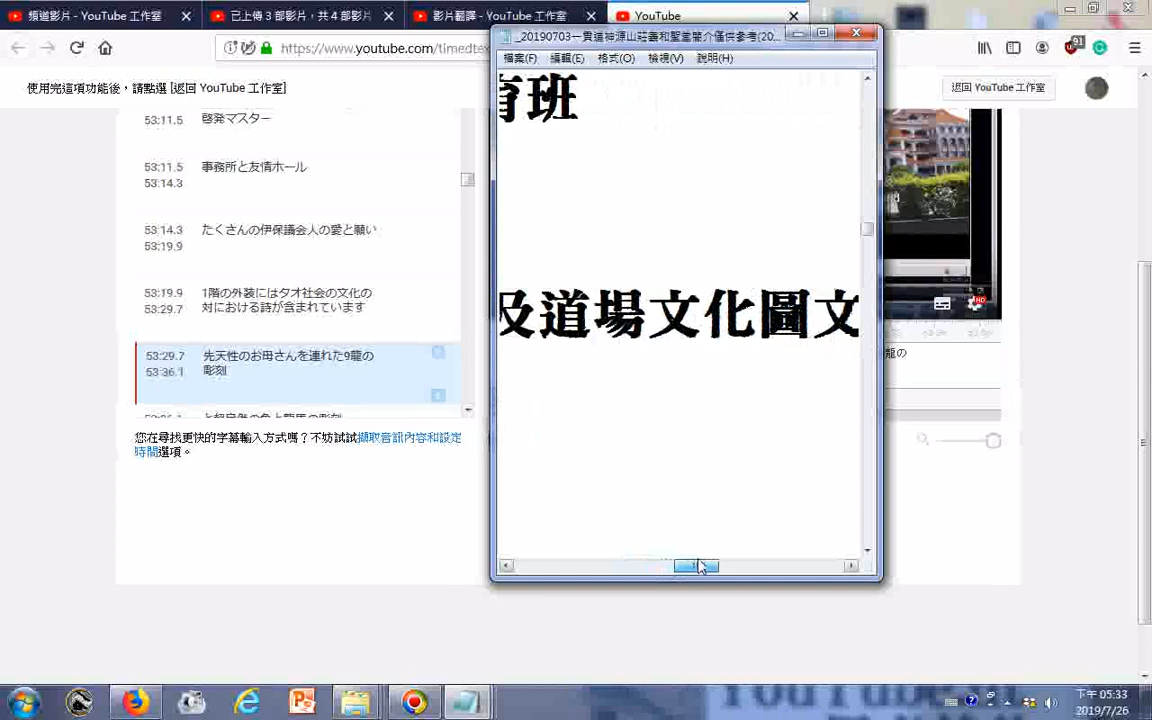 頻道影片 - YouTube 工作室
已上傳 3 部影片，共 4 部影片
影片翻譯 - YouTube 工作室
YouTube
https://www.youtube.com/timedtex
91
使用完這項功能後，請點選 [返回 YouTube 工作室]
返回 YouTube 工作室
_20190703一貫道神源山莊義和聖堂簡介僅供參考(20...
檔案(F) 編輯(E) 格式(O) 檢視(V) 說明(H)
育班
及道場文化圖文
啓発マスター
53:11.5
53:11.5 事務所と友情ホール
53:14.3
53:14.3 たくさんの伊保議会人の愛と願い
53:19.9
53:19.9 1階の外装にはタオ社会の文化の
53:29.7 対における詩が含まれています
53:29.7 先天性のお母さんを連れた9龍の
53:36.1 彫刻
HD
龍の
您在尋找更快的字幕輸入方式嗎？不妨試試擷取音訊內容和設定
時間選項。
下午 05:33
2019/7/26